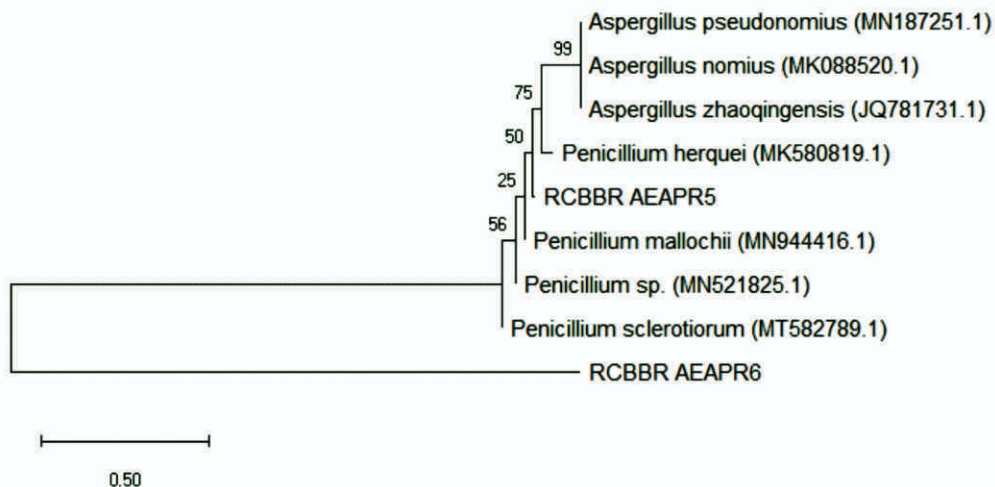 Aspergillus pseudonomius (MN187251.1)
99
Aspergillus nomius (MK088520.1)
75
Aspergillus zhaoqingensis (JQ781731.1)
50
Penicillium herquei (MK580819.1)
25
RCBBR AEAPR5
56
Penicillium mallochii (MN944416.1)
Penicillium sp. (MN521825.1)
Penicillium sclerotiorum (MT582789.1)
RCBBR AEAPR6
0.50